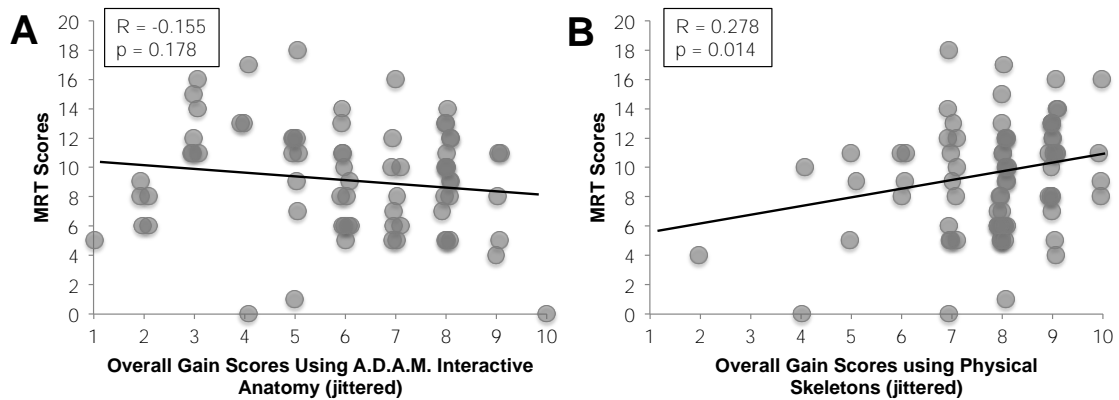 A
R = -0.155
p = 0.178
MRT Scores
20
18
16
14
12
10
8
6
4
2
0
1 2 3 4 5 6 7 8 9 10
Overall Gain Scores Using A.D.A.M. Interactive
Anatomy (jittered)
B
R = 0.278
p = 0.014
MRT Scores
20
18
16
14
12
10
8
6
4
2
0
1 2 3 4 5 6 7 8 9 10
Overall Gain Scores using Physical
Skeletons (jittered)